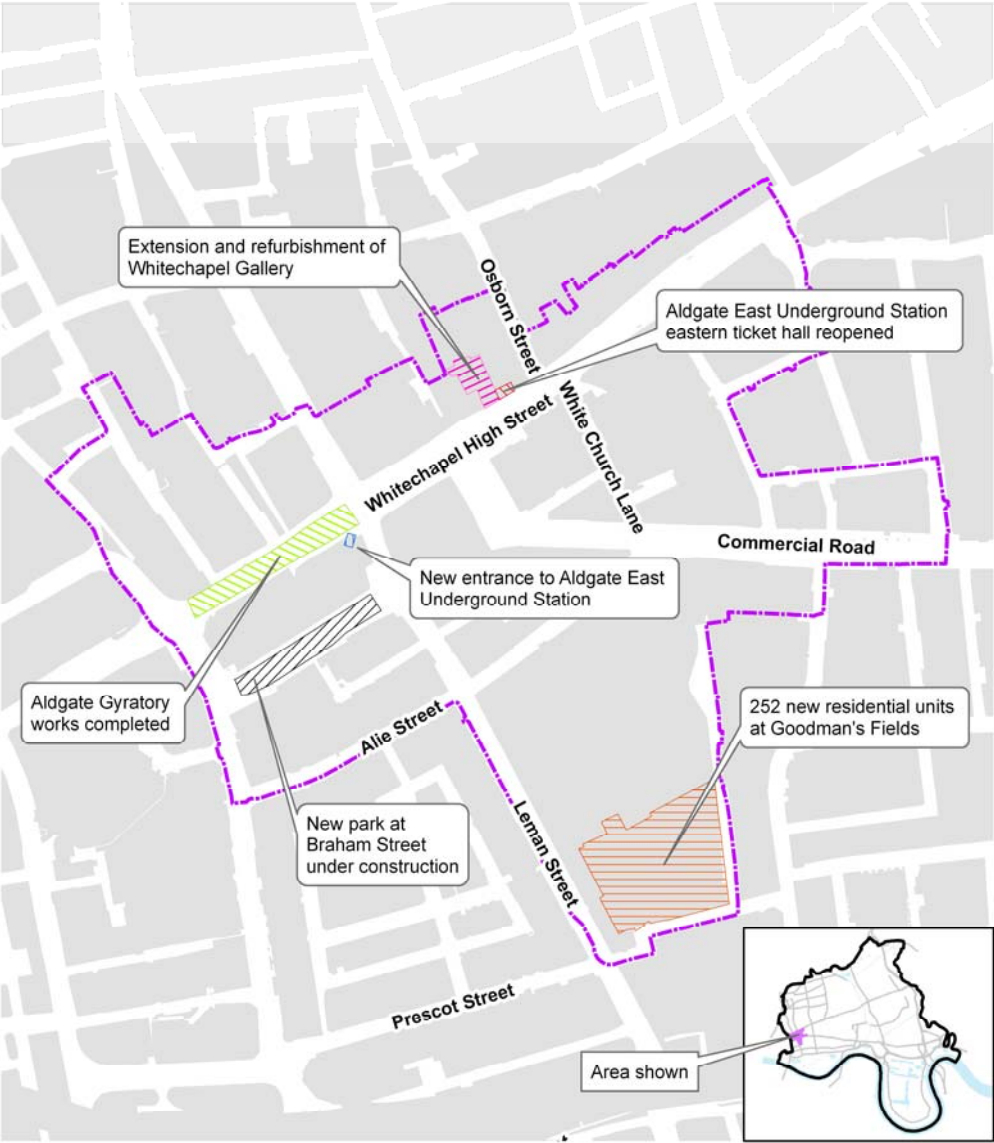 Extension and refurbishment of
Whitechapel Gallery
Osborn Street
Aldgate East Underground Station
eastern ticket hall reopened
Whitechapel High Street
White Church Lane
Commercial Road
New entrance to Aldgate East
Underground Station
Aldgate Gyratory
works completed
Alie Street
252 new residential units
at Goodman's Fields
New park at
Braham Street
under construction
Leman Street
Prescot Street
Area shown